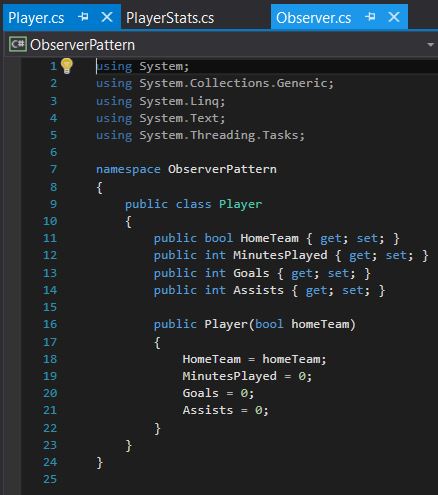 Player.cs PlayerStats.cs Observer.cs
C# ObserverPattern
1 using System;
2 using System.Collections.Generic;
3 using System.Linq;
4 using System.Text;
5 using System.Threading.Tasks;
6
7 namespace ObserverPattern
8 {
9     public class Player
10     {
11         public bool HomeTeam { get; set; }
12         public int MinutesPlayed { get; set; }
13         public int Goals { get; set; }
14         public int Assists { get; set; }
15
16         public Player(bool homeTeam)
17         {
18             HomeTeam = homeTeam;
19             MinutesPlayed = 0;
20             Goals = 0;
21             Assists = 0;
22         }
23     }
24 }
25